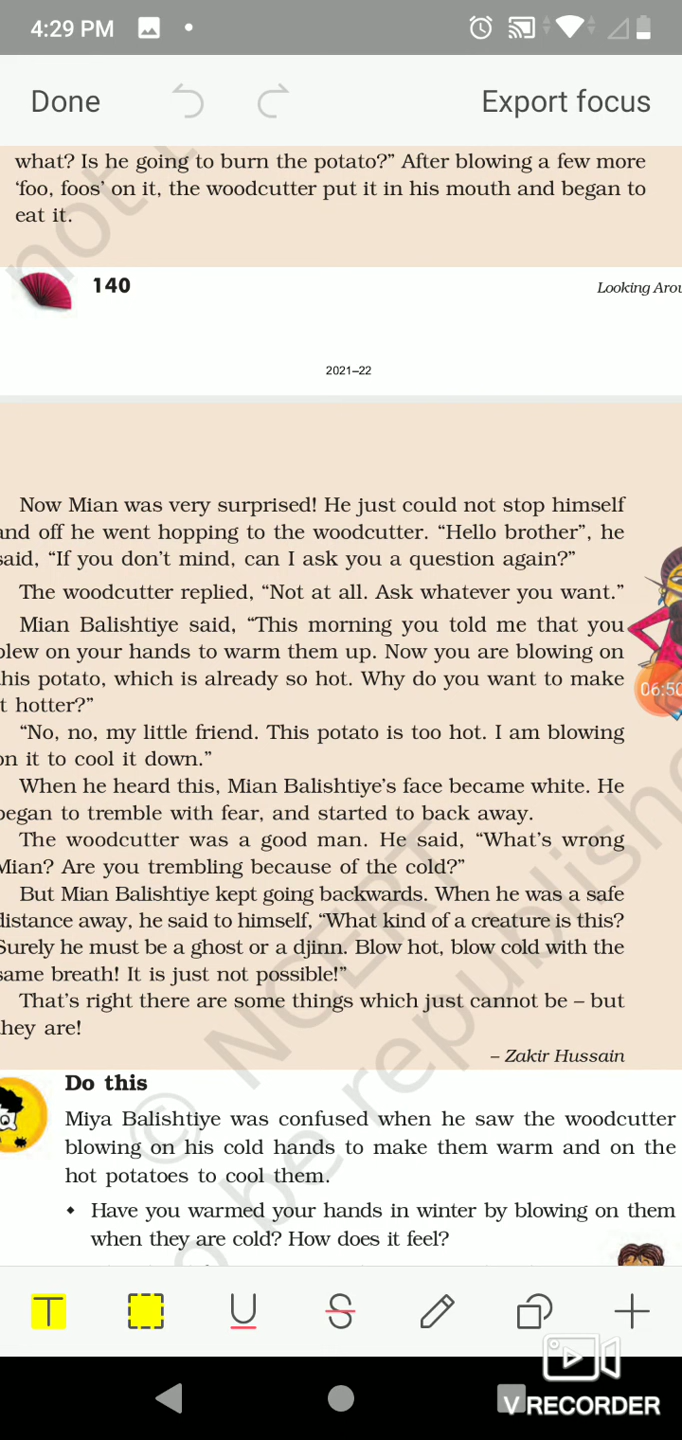 4:29 PM
Done
Export focus
what? Is he going to burn the potato?” After blowing a few more
‘foo, foos’ on it, the woodcutter put it in his mouth and began to
eat it.
140
Looking Arou
2021–22
Now Mian was very surprised! He just could not stop himself
and off he went hopping to the woodcutter. “Hello brother”, he
said, “If you don’t mind, can I ask you a question again?”
The woodcutter replied, “Not at all. Ask whatever you want.”
Mian Balishtiye said, “This morning you told me that you
blew on your hands to warm them up. Now you are blowing on
this potato, which is already so hot. Why do you want to make
it hotter?”
06:50
“No, no, my little friend. This potato is too hot. I am blowing
on it to cool it down.”
When he heard this, Mian Balishtiye’s face became white. He
began to tremble with fear, and started to back away.
The woodcutter was a good man. He said, “What’s wrong
Mian? Are you trembling because of the cold?”
But Mian Balishtiye kept going backwards. When he was a safe
distance away, he said to himself, “What kind of a creature is this?
Surely he must be a ghost or a djinn. Blow hot, blow cold with the
same breath! It is just not possible!”
That’s right there are some things which just cannot be – but
they are!
– Zakir Hussain
Do this
Miya Balishtiye was confused when he saw the woodcutter
blowing on his cold hands to make them warm and on the
hot potatoes to cool them.
◆ Have you warmed your hands in winter by blowing on them
when they are cold? How does it feel?
not
© NCERT
o be republishe
T
U
S
V RECORDER